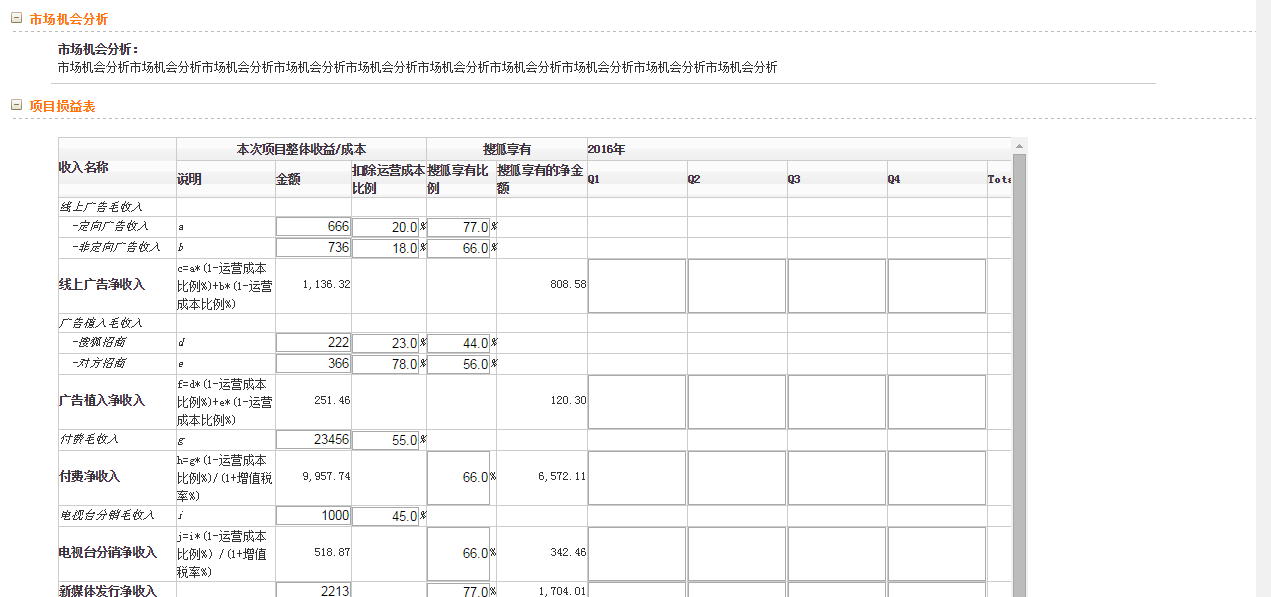 市场机会分析
市场机会分析：
市场机会分析市场机会分析市场机会分析市场机会分析市场机会分析市场机会分析市场机会分析市场机会分析市场机会分析市场机会分析
项目损益表
收入名称 本次项目整体收益/成本 搜狐享有 2016年
说明 金额 扣除运营成本比例 搜狐享有比例 搜狐享有的净金额 Q1 Q2 Q3 Q4 Tota
线上广告毛收入
-定向广告收入 a 666 20.0 % 77.0 %
-非定向广告收入 b 736 18.0 % 66.0 %
线上广告净收入 c=a*(1-运营成本比例%)+b*(1-运营成本比例%) 1,136.32 808.58
广告植入毛收入
-搜狐招商 d 222 23.0 % 44.0 %
-对方招商 e 366 78.0 % 56.0 %
广告植入净收入 f=d*(1-运营成本比例%)+e*(1-运营成本比例%) 251.46 120.30
付费毛收入 g 23456 55.0 %
付费净收入 h=g*(1-运营成本比例%)/(1+增值税率%) 9,957.74 66.0 % 6,572.11
电视台分销毛收入 i 1000 45.0 %
电视台分销净收入 j=i*(1-运营成本比例%) /(1+增值税率%) 518.87 66.0 % 342.46
新媒体发行净收入 2213 77.0 % 1,704.01